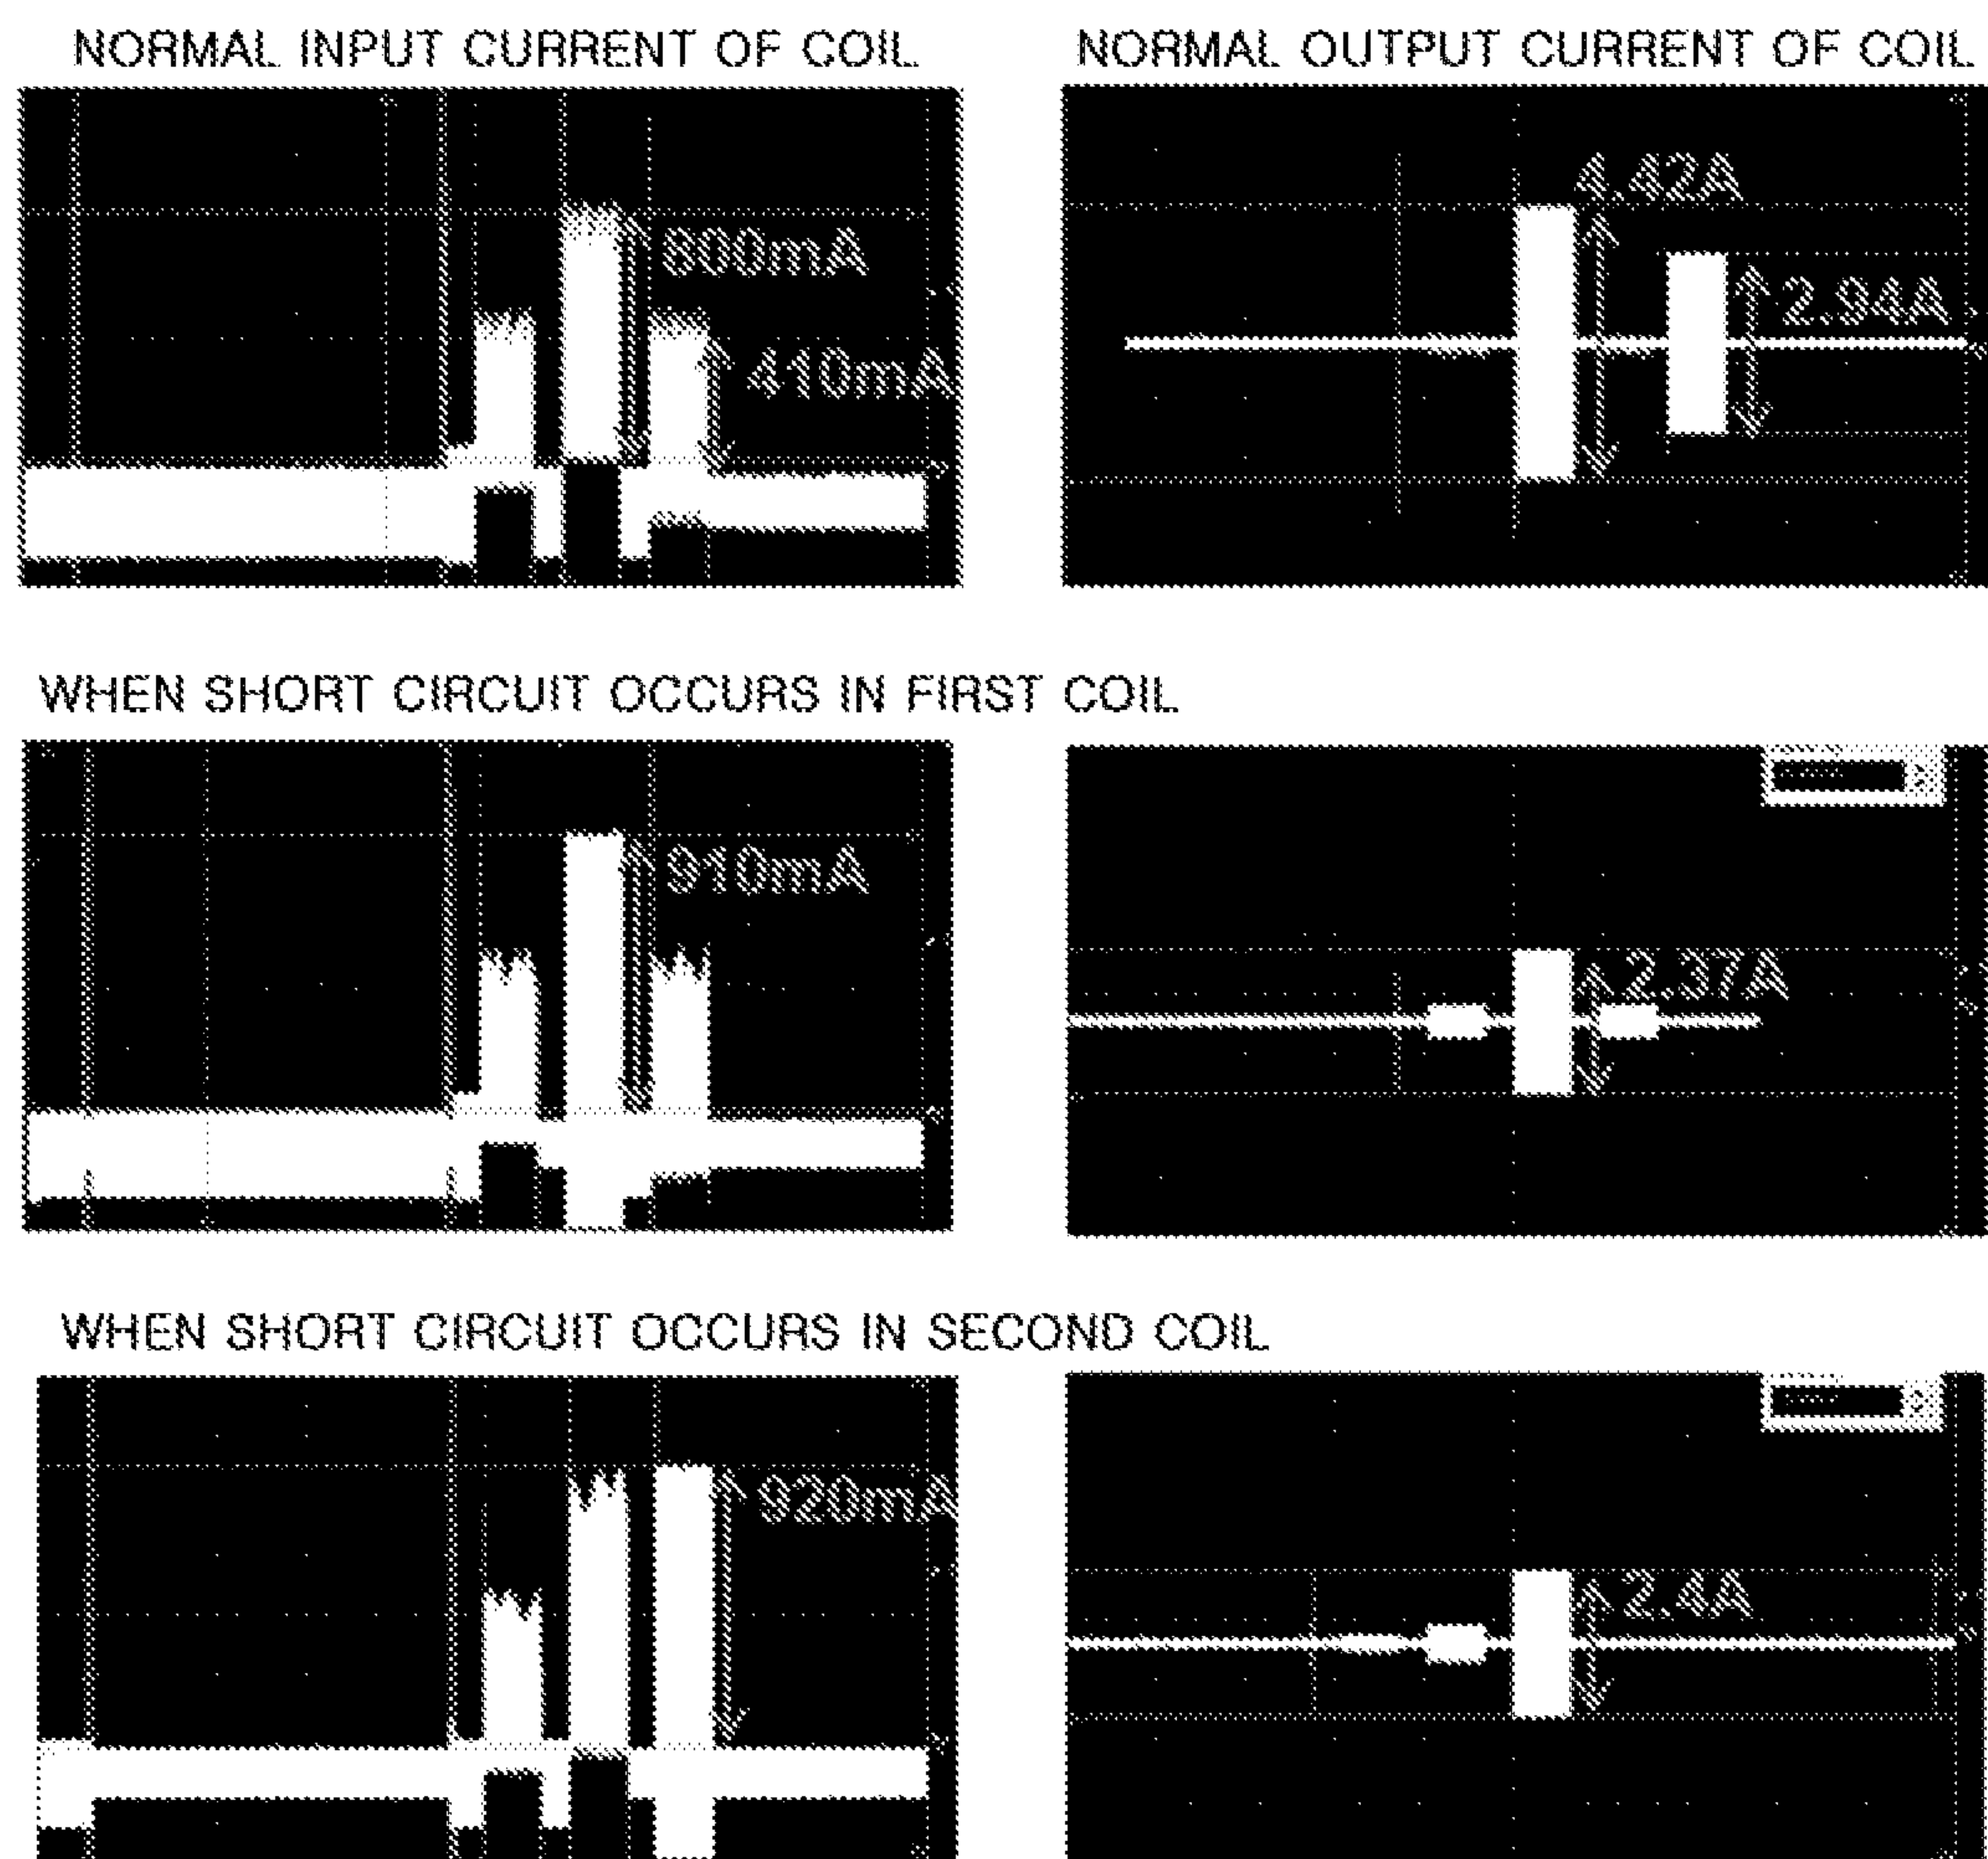 NORMAL INPUT CURRENT OF COIL
NORMAL OUTPUT CURRENT OF COIL
800mA
410mA
4.42A
2.94A
WHEN SHORT CIRCUIT OCCURS IN FIRST COIL
910mA
2.37A
WHEN SHORT CIRCUIT OCCURS IN SECOND COIL
920mA
2.4A